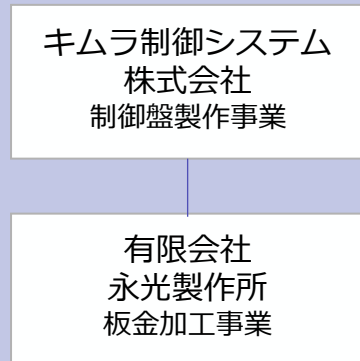 キムラ制御システム
株式会社
制御盤製作事業
有限会社
永光製作所
板金加工事業